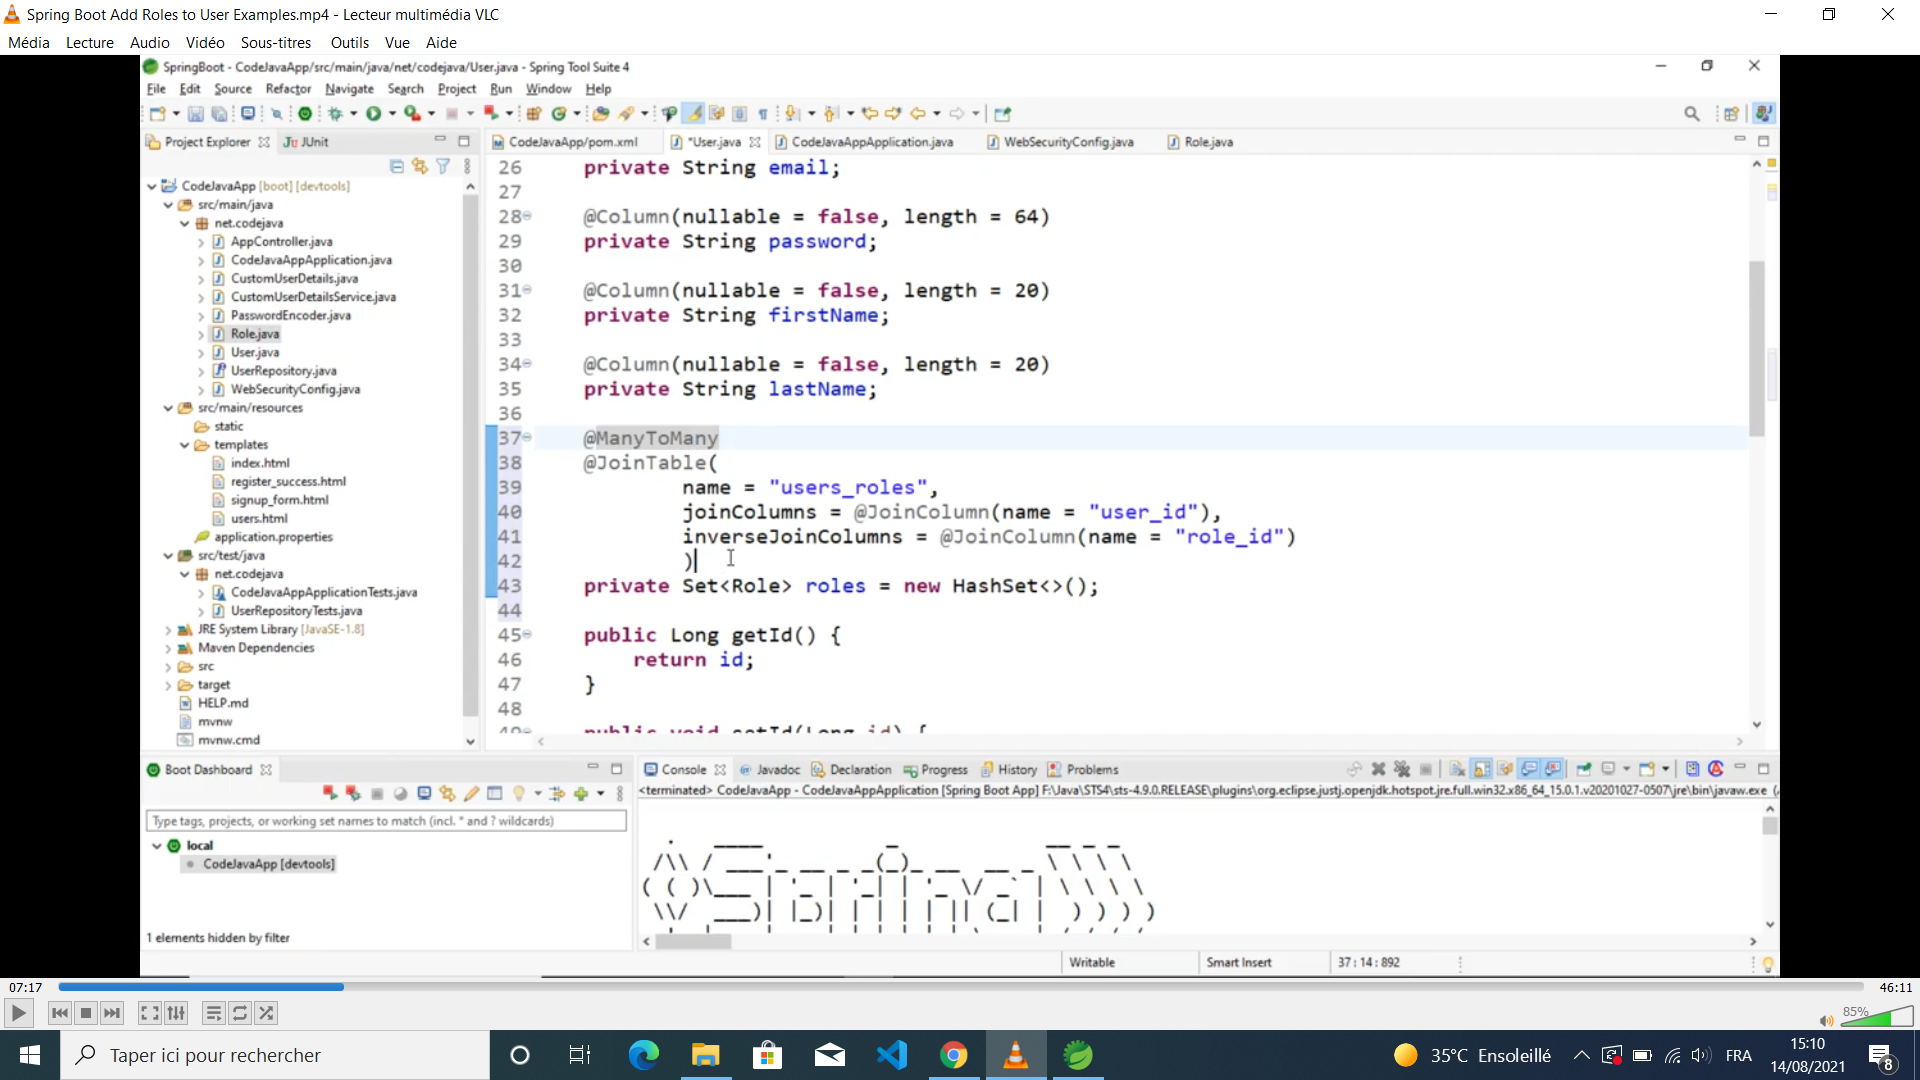 Spring Boot Add Roles to User Examples.mp4 - Lecteur multimédia VLC
Média Lecture Audio Vidéo Sous-titres Outils Vue Aide
SpringBoot - CodeJavaApp/src/main/java/net/codejava/User.java - Spring Tool Suite 4
File Edit Source Refactor Navigate Search Project Run Window Help
Project Explorer JUnit
CodeJavaApp/pom.xml *User.java CodeJavaAppApplication.java WebSecurityConfig.java Role.java
CodeJavaApp [boot] [devtools]
src/main/java
net.codejava
AppController.java
CodeJavaAppApplication.java
CustomUserDetails.java
CustomUserDetailsService.java
PasswordEncoder.java
Role.java
User.java
UserRepository.java
WebSecurityConfig.java
src/main/resources
static
templates
index.html
register_success.html
signup_form.html
users.html
application.properties
src/test/java
net.codejava
CodeJavaAppApplicationTests.java
UserRepositoryTests.java
JRE System Library [JavaSE-1.8]
Maven Dependencies
src
target
HELP.md
mvnw
mvnw.cmd
26 private String email;
27
28 @Column(nullable = false, length = 64)
29 private String password;
30
31 @Column(nullable = false, length = 20)
32 private String firstName;
33
34 @Column(nullable = false, length = 20)
35 private String lastName;
36
37 @ManyToMany
38 @JoinTable(
39 name = "users_roles",
40 joinColumns = @JoinColumn(name = "user_id"),
41 inverseJoinColumns = @JoinColumn(name = "role_id")
42 )
43 private Set<Role> roles = new HashSet<>();
44
45 public Long getId() {
46 return id;
47 }
48
49 public void setId(Long id) {
Boot Dashboard
Type tags, projects, or working set names to match (incl. * and ? wildcards)
local
CodeJavaApp [devtools]
1 elements hidden by filter
Console Javadoc Declaration Progress History Problems
<terminated> CodeJavaApp - CodeJavaAppApplication [Spring Boot App] F:\Java\STS4\sts-4.9.0.RELEASE\plugins\org.eclipse.justj.openjdk.hotspot.jre.full.win32.x86_64_15.0.1.v20201027-0507\jre\bin\javaw.exe
Writable Smart Insert 37 : 14 : 892
07:17 46:11
85%
Taper ici pour rechercher
35°C Ensoleillé FRA
15:10
14/08/2021
8